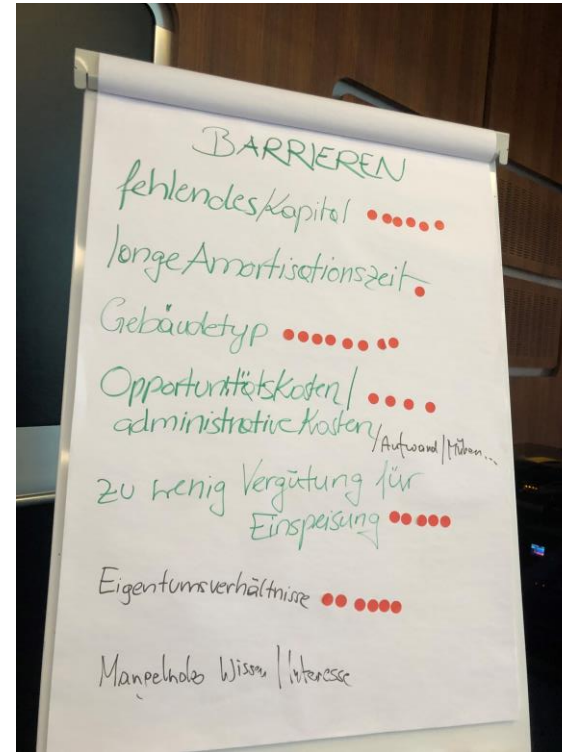 BARRIEREN
fehlendes Kapital
lange Amortisationszeit
Gebäudetyp
Opportunitätskosten/
administrative Kosten
/Aufwand/Mühen...
zu wenig Vergütung für
Einspeisung
Eigentumsverhältnisse
Mangelndes Wissen/Interesse